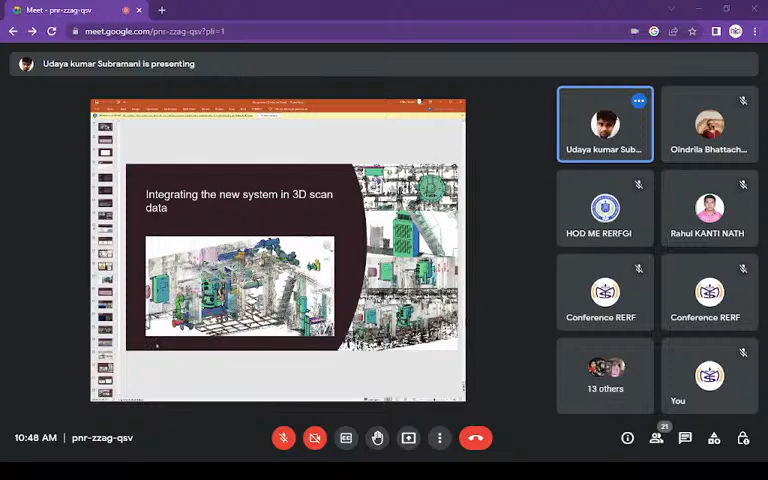 Meet - pnr-zzag-qsv
meet.google.com/pnr-zzag-qsv?pli=1
Udaya kumar Subramani is presenting
Integrating the new system in 3D scan
data
Udaya kumar Sub...
Oindrila Bhattach...
HOD ME RERFGI
Rahul KANTI NATH
Conference RERF
Conference RERF
13 others
You
10:48 AM | pnr-zzag-qsv
21